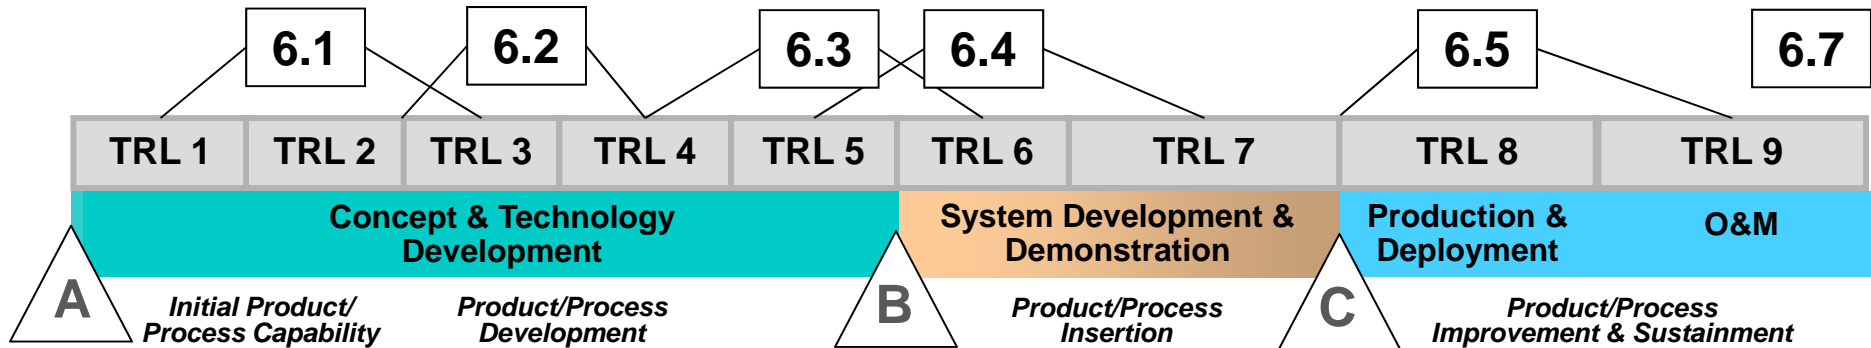 6.1 6.2 6.3 6.4 6.5 6.7
TRL 1 TRL 2 TRL 3 TRL 4 TRL 5 TRL 6 TRL 7 TRL 8 TRL 9
Concept & Technology
Development
System Development &
Demonstration
Production &
Deployment
O&M
A
Initial Product/
Process Capability
Product/Process
Development
B
Product/Process
Insertion
C
Product/Process
Improvement & Sustainment